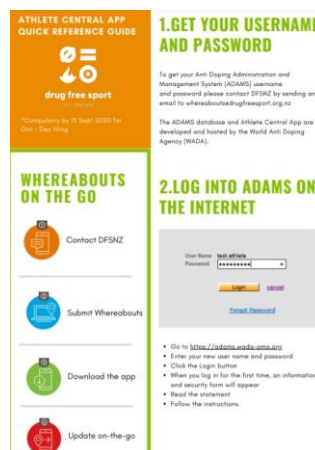 ATHLETE CENTRAL APP
QUICK REFERENCE GUIDE
drug free sport
*Compulsory by 15 Sept 2020 for
Oct - Dec filing
WHEREABOUTS
ON THE GO
Contact DFSNZ
Submit Whereabouts
Download the app
Update on-the-go
1.GET YOUR USERNAME
AND PASSWORD
To get your Anti Doping Administration and
Management System (ADAMS) username
and password please contact DFSNZ by sending an
email to whereabouts@drugfreesport.org.nz
The ADAMS database and Athlete Central App are
developed and hosted by the World Anti Doping
Agency (WADA).
2.LOG INTO ADAMS ON
THE INTERNET
User Name test.athlete
Password
Login cancel
Forgot Password
Go to https://adams.wada-ama.org
Enter your new user name and password
Click the Login button
When you log in for the first time, an information
and security form will appear
Read the statement
Follow the instructions.